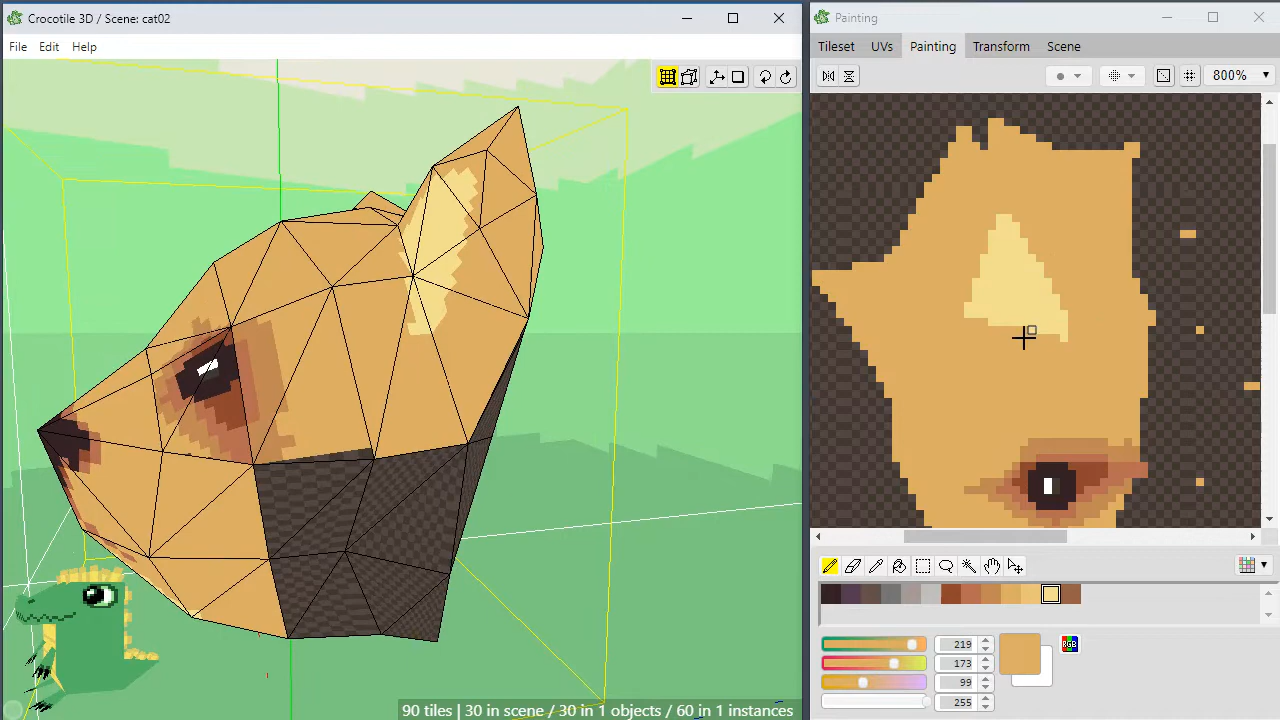 Crocotile 3D / Scene: cat02
File Edit Help
90 tiles | 30 in scene / 30 in 1 objects / 60 in 1 instances
Painting
Tileset UVs Painting Transform Scene
800%
219
173
99
255
RGB